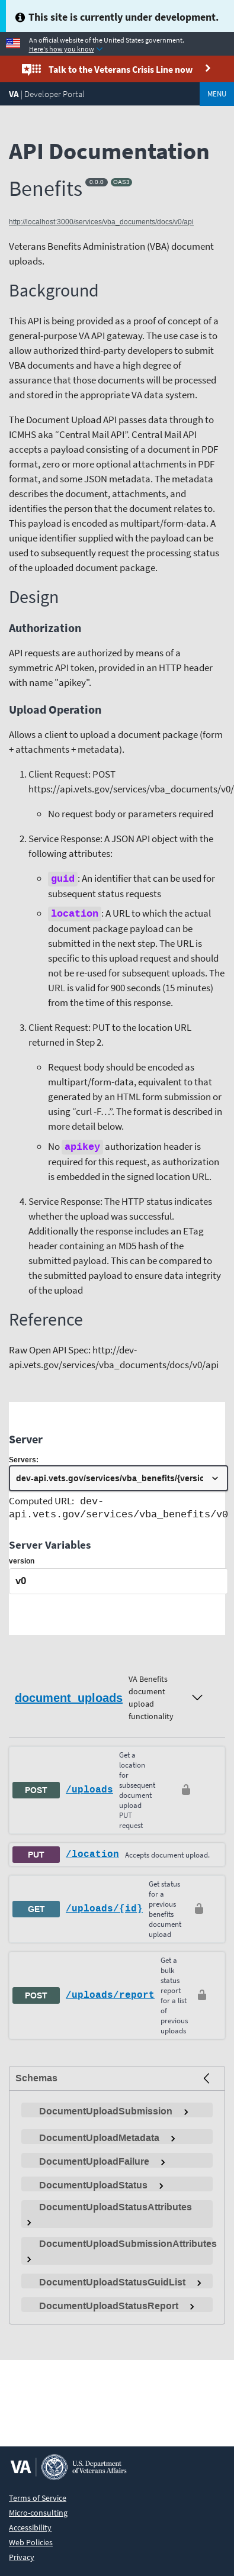 This site is currently under development.
An official website of the United States government.
Here's how you know
Talk to the Veterans Crisis Line now
VA | Developer Portal
MENU
API Documentation
Benefits 0.0.0 OAS3
http://localhost:3000/services/vba_documents/docs/v0/api
Veterans Benefits Administration (VBA) document
uploads.
Background
This API is being provided as a proof of concept of a
general-purpose VA API gateway. The use case is to
allow authorized third-party developers to submit
VBA documents and have a high degree of
assurance that those documents will be processed
and stored in the appropriate VA data system.
The Document Upload API passes data through to
ICMHS aka “Central Mail API”. Central Mail API
accepts a payload consisting of a document in PDF
format, zero or more optional attachments in PDF
format, and some JSON metadata. The metadata
describes the document, attachments, and
identifies the person that the document relates to.
This payload is encoded as multipart/form-data. A
unique identifier supplied with the payload can be
used to subsequently request the processing status
of the uploaded document package.
Design
Authorization
API requests are authorized by means of a
symmetric API token, provided in an HTTP header
with name "apikey".
Upload Operation
Allows a client to upload a document package (form
+ attachments + metadata).
1. Client Request: POST
https://api.vets.gov/services/vba_documents/v0/
No request body or parameters required
2. Service Response: A JSON API object with the
following attributes:
guid: An identifier that can be used for
subsequent status requests
location: A URL to which the actual
document package payload can be
submitted in the next step. The URL is
specific to this upload request and should
not be re-used for subsequent uploads. The
URL is valid for 900 seconds (15 minutes)
from the time of this response.
3. Client Request: PUT to the location URL
returned in Step 2.
Request body should be encoded as
multipart/form-data, equivalent to that
generated by an HTML form submission or
using “curl -F…”. The format is described in
more detail below.
No apikey authorization header is
required for this request, as authorization
is embedded in the signed location URL.
4. Service Response: The HTTP status indicates
whether the upload was successful.
Additionally the response includes an ETag
header containing an MD5 hash of the
submitted payload. This can be compared to
the submitted payload to ensure data integrity
of the upload
Reference
Raw Open API Spec: http://dev-
api.vets.gov/services/vba_documents/docs/v0/api
Server
Servers:
dev-api.vets.gov/services/vba_benefits/{versic
Computed URL: dev-
api.vets.gov/services/vba_benefits/v0
Server Variables
version
v0
document_uploads
VA Benefits
document
upload
functionality
POST /uploads
Get a
location
for
subsequent
document
upload
PUT
request
PUT /location Accepts document upload.
GET /uploads/{id}
Get status
for a
previous
benefits
document
upload
POST /uploads/report
Get a
bulk
status
report
for a list
of
previous
uploads
Schemas
DocumentUploadSubmission
DocumentUploadMetadata
DocumentUploadFailure
DocumentUploadStatus
DocumentUploadStatusAttributes
DocumentUploadSubmissionAttributes
DocumentUploadStatusGuidList
DocumentUploadStatusReport
VA U.S. Department
of Veterans Affairs
Terms of Service
Micro-consulting
Accessibility
Web Policies
Privacy